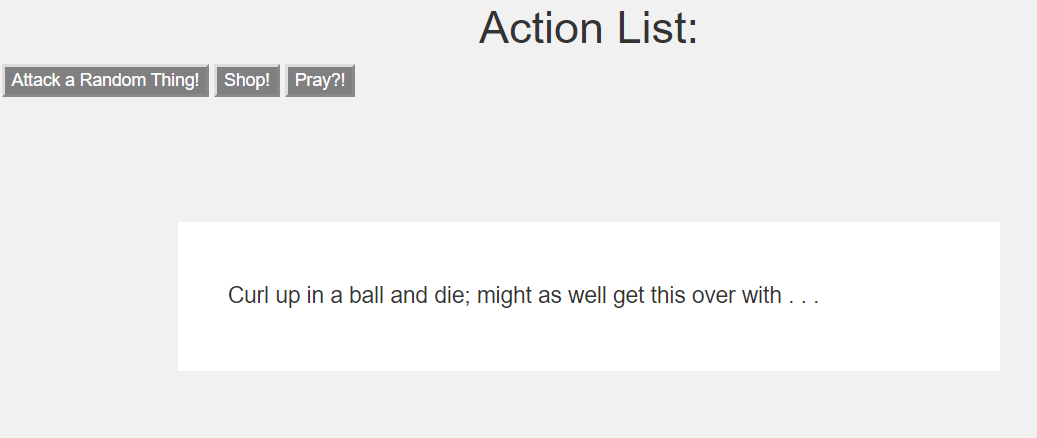 Action List:
Attack a Random Thing! Shop! Pray?!
Curl up in a ball and die; might as well get this over with . . .